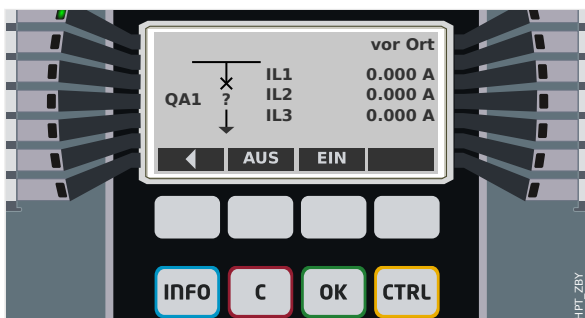 vor Ort
IL1 0.000 A
QA1 ? IL2 0.000 A
IL3 0.000 A
AUS EIN
INFO C OK CTRL
HPT_ZBY